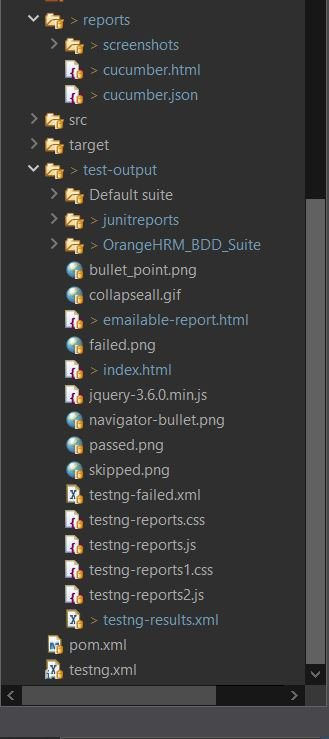 > reports
> screenshots
> cucumber.html
> cucumber.json
src
target
> test-output
Default suite
> junitreports
> OrangeHRM_BDD_Suite
bullet_point.png
collapseall.gif
> emailable-report.html
failed.png
> index.html
jquery-3.6.0.min.js
navigator-bullet.png
passed.png
skipped.png
testng-failed.xml
testng-reports.css
testng-reports.js
testng-reports1.css
testng-reports2.js
> testng-results.xml
pom.xml
testng.xml